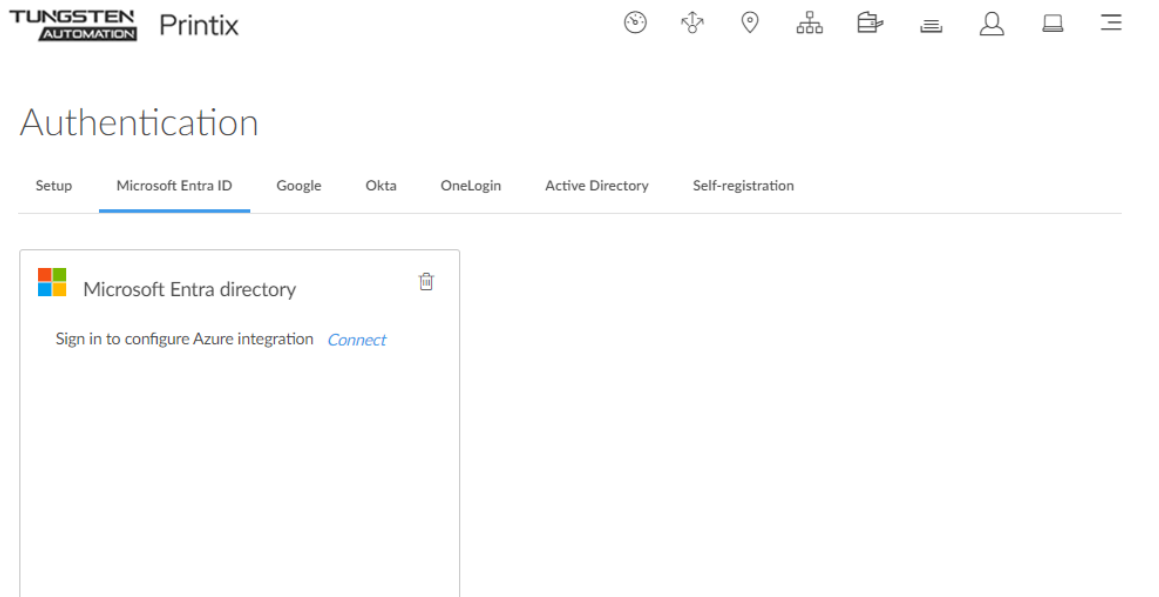 TUNGSTEN
AUTOMATION
Printix
Authentication
Setup Microsoft Entra ID Google Okta OneLogin Active Directory Self-registration
Microsoft Entra directory
Sign in to configure Azure integration Connect